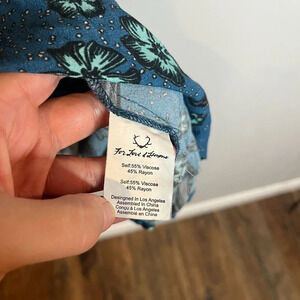 For Love & Lemons
Self:55% Viscose
45% Rayon
Self:55% Viscose
45% Rayon
Designed in Los Angeles
Assembled in China
Conçu à Los Angeles
Assemblé en China